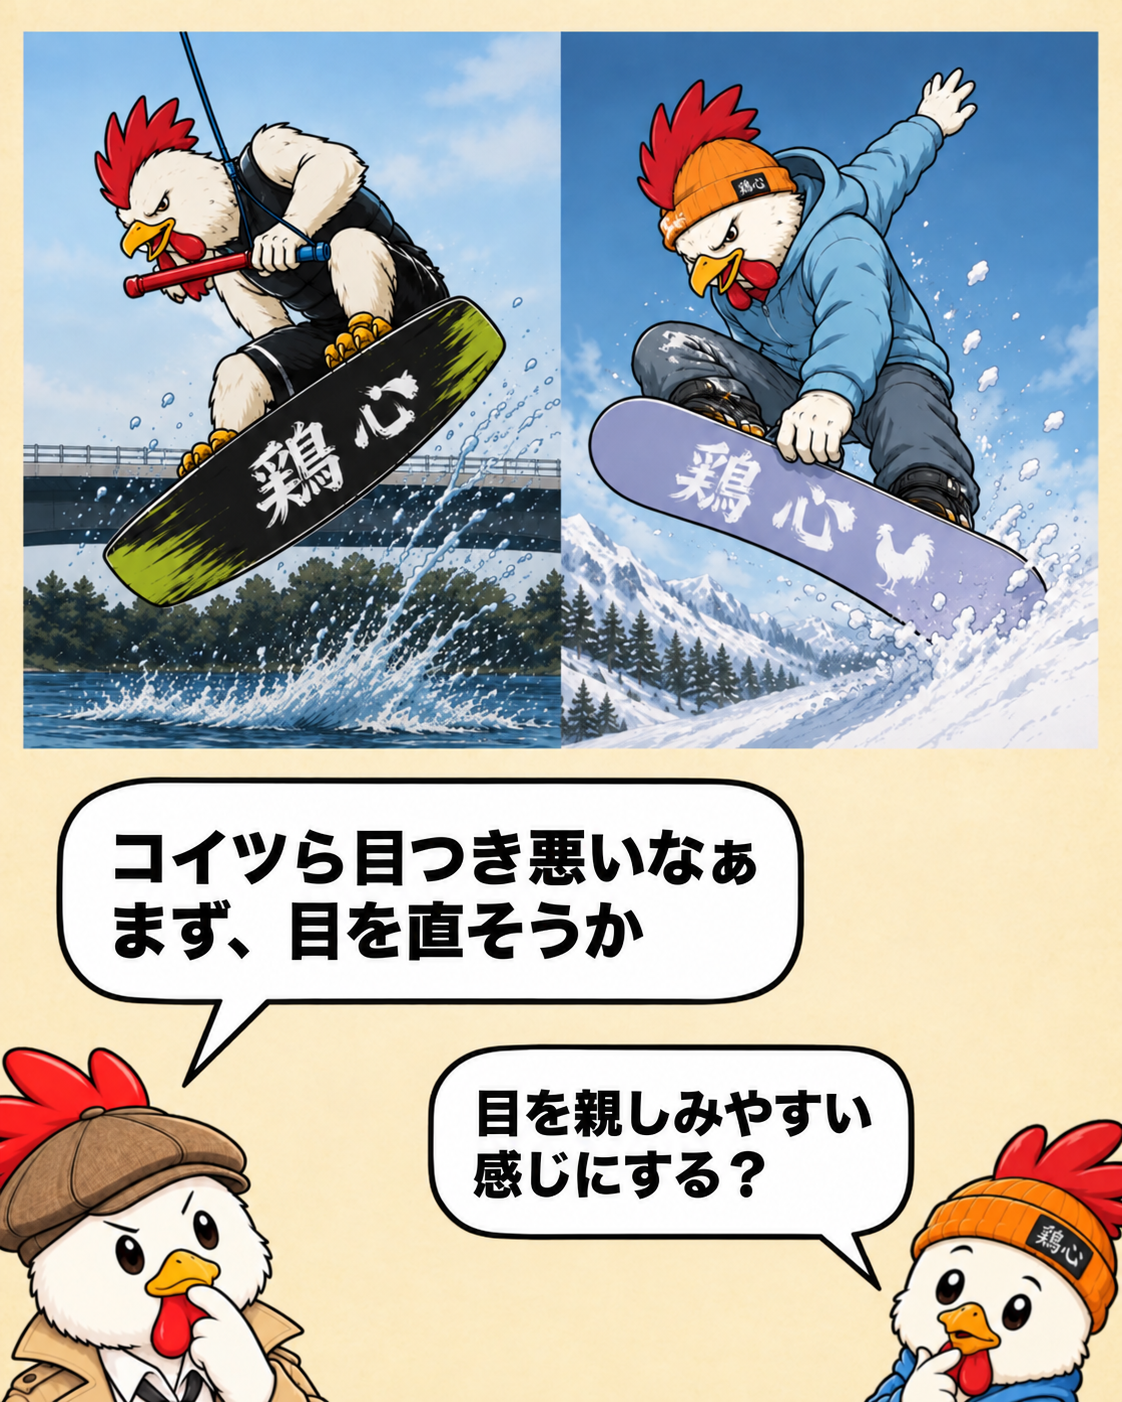 鶏心
鶏心
鶏心
コイツら目つき悪いなぁ
まず、目を直そうか
目を親しみやすい
感じにする？
鶏心